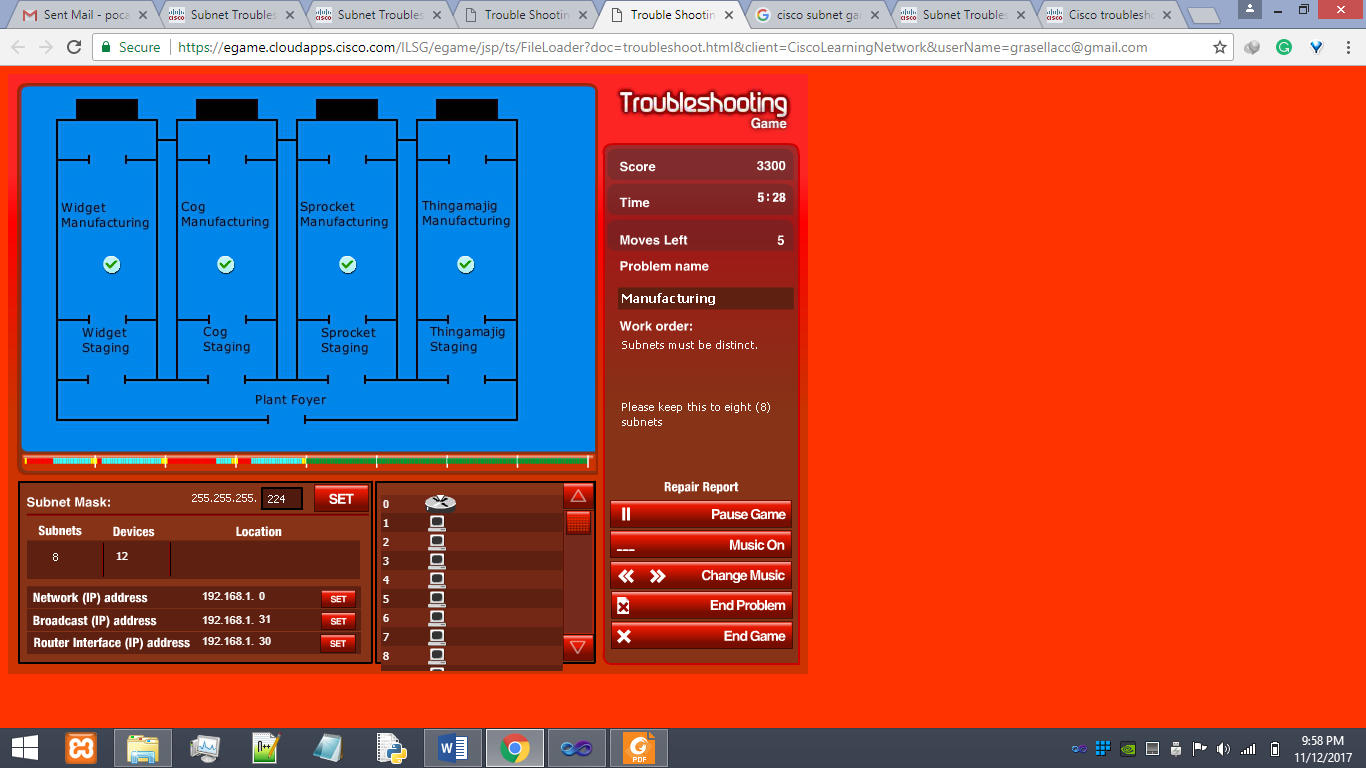 Sent Mail - poca
Subnet Troubles
Subnet Troubles
Trouble Shootin
Trouble Shootin
cisco subnet ga
Subnet Troubles
Cisco troublesho
Secure
https://egame.cloudapps.cisco.com/ILSG/egame/jsp/ts/FileLoader?doc=troubleshoot.html&client=CiscoLearningNetwork&userName=grasellacc@gmail.com
Widget
Manufacturing
Cog
Manufacturing
Sprocket
Manufacturing
Thingamajig
Manufacturing
Widget
Staging
Cog
Staging
Sprocket
Staging
Thingamajig
Staging
Plant Foyer
Troubleshooting
Game
Score 3300
Time 5:28
Moves Left 5
Problem name
Manufacturing
Work order:
Subnets must be distinct.
Please keep this to eight (8)
subnets
Repair Report
Pause Game
Music On
Change Music
End Problem
End Game
Subnet Mask: 255.255.255. 224 SET
Subnets Devices Location
8 12
Network (IP) address 192.168.1. 0 SET
Broadcast (IP) address 192.168.1. 31 SET
Router Interface (IP) address 192.168.1. 30 SET
0
1
2
3
4
5
6
7
8
9:58 PM
11/12/2017